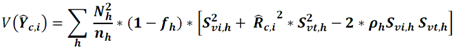 V(Ŷ_{c,i}) = ∑_h N_h^2/n_h * (1 − f_h) * [S_{vi,h}^2 + R̂_{c,i}^2 * S_{vt,h}^2 − 2 * ρ_h S_{vi,h} S_{vt,h}]